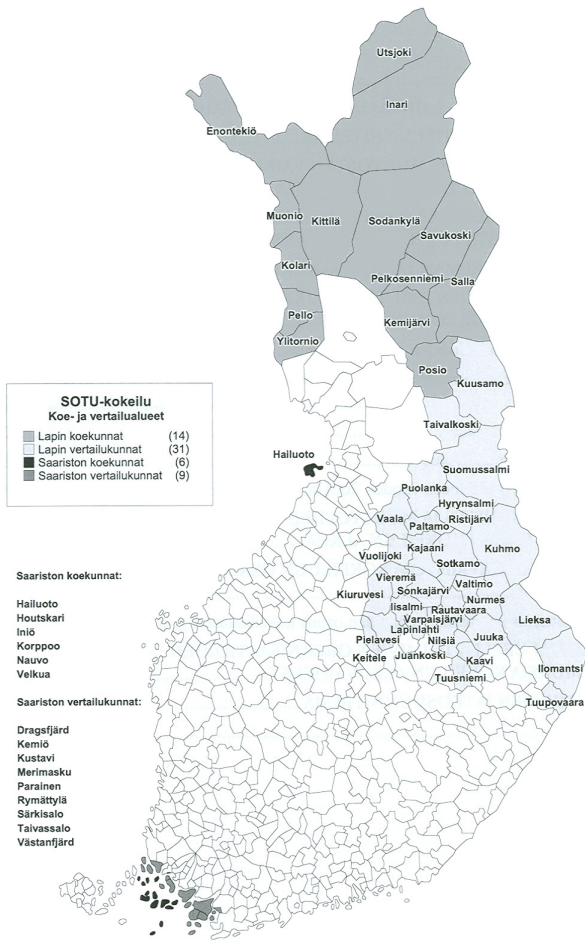 Utsjoki
Inari
Enontekiö
Muonio
Kittilä
Sodankylä
Savukoski
Kolari
Pelkosenniemi
Salla
Pello
Kemijärvi
Ylitornio
Posio
Kuusamo
SOTU-kokeilu
Koe- ja vertailualueet
Lapin koekunnat (14)
Lapin vertailukunnat (31)
Saariston koekunnat (6)
Saariston vertailukunnat (9)
Taivalkoski
Hailuoto
Suomussalmi
Puolanka
Hyrynsalmi
Vaala
Ristijärvi
Paltamo
Kajaani
Kuhmo
Vuolijoki
Sotkamo
Vieremä
Valtimo
Kiuruvesi
Sonkajärvi
Nurmes
Iisalmi
Rautavaara
Lieksa
Varpaisjärvi
Lapinlahti
Pielavesi
Nilsiä
Juuka
Keitele
Juankoski
Kaavi
Ilomantsi
Tuusniemi
Tuupovaara
Saariston koekunnat:
Hailuoto
Houtskari
Iniö
Korppoo
Nauvo
Velkua
Saariston vertailukunnat:
Dragsfjärd
Kemiö
Kustavi
Merimasku
Parainen
Rymättylä
Särkisalo
Taivassalo
Västanfjärd